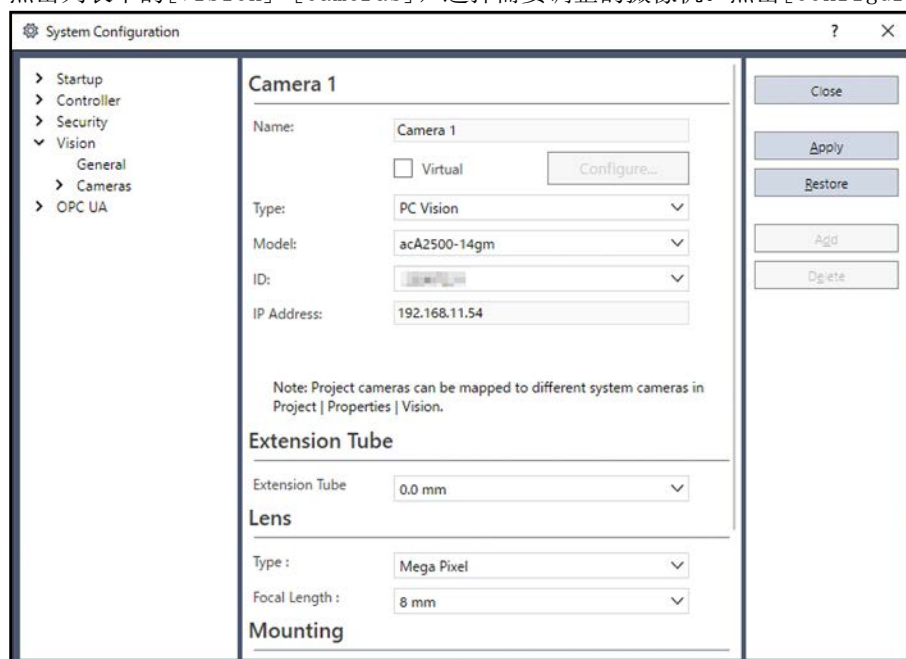 System Configuration
?
Startup
Controller
Security
Vision
General
Cameras
OPC UA
Camera 1
Name:
Camera 1
Virtual
Configure...
Type:
PC Vision
Model:
acA2500-14gm
ID:
IP Address:
192.168.11.54
Note: Project cameras can be mapped to different system cameras in
Project | Properties | Vision.
Extension Tube
Extension Tube
0.0 mm
Lens
Type :
Mega Pixel
Focal Length :
8 mm
Mounting
Close
Apply
Restore
Add
Delete